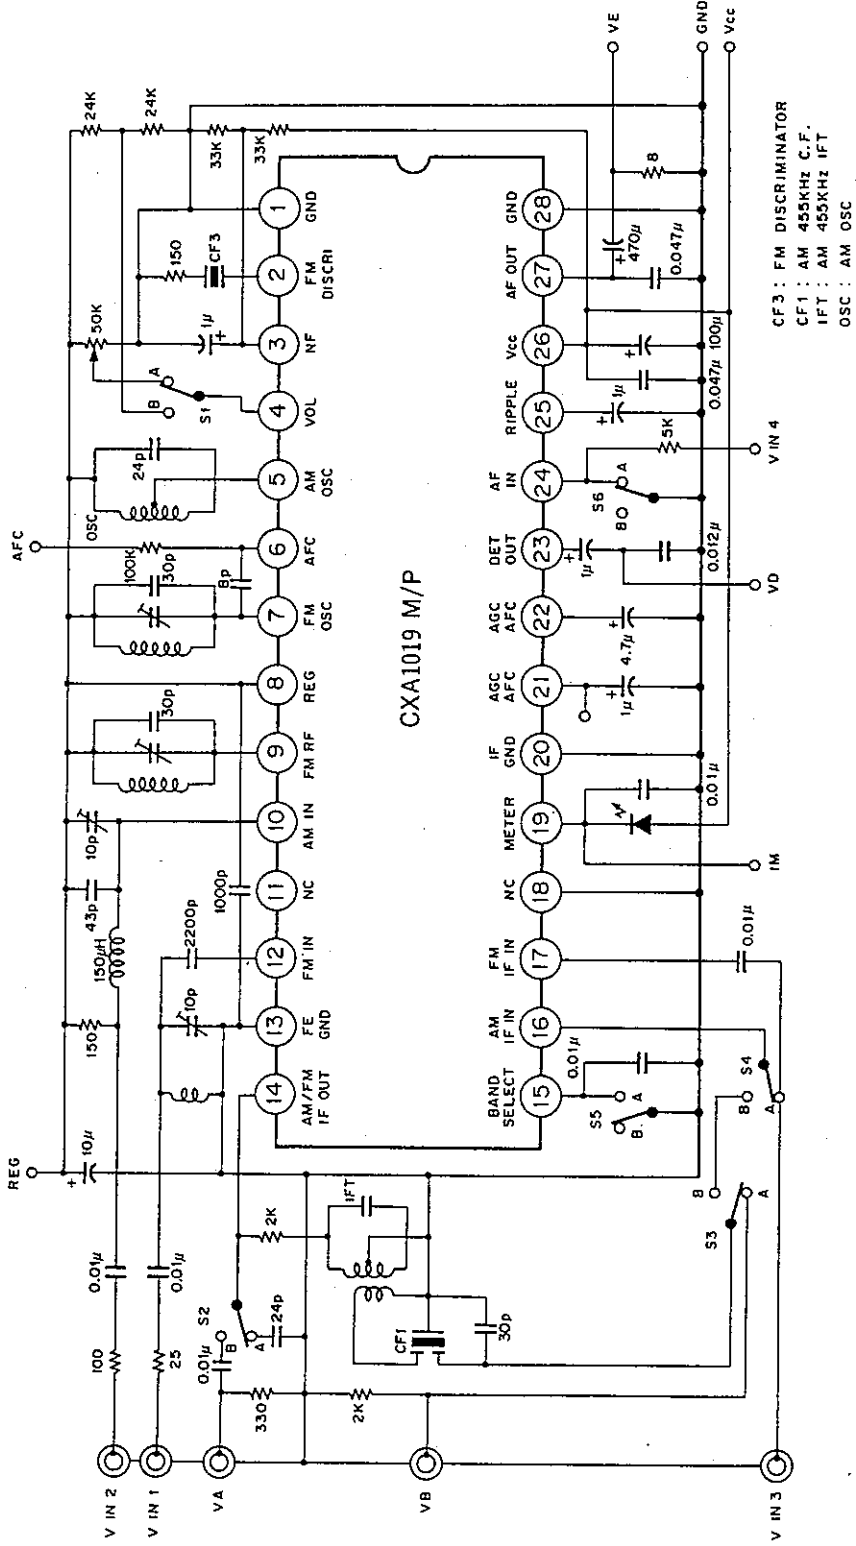 REG
AFC
10μ
+
150
150μH
43p
10p
30p
100K
30p
OSC
24p
B
A
S1
50K
24K
24K
33K
33K
150
CF3
1μ
+
8p
1000p
2200p
10p
V IN 2
100
0.01μ
V IN 1
25
0.01μ
VA
0.01μ
330
S2
B
A
24p
2K
2K
IFT
CF1
30p
VB
V IN 3
14
AM/FM
IF OUT
13
FE
GND
12
FM IN
11
NC
10
AM IN
9
FM RF
8
REG
7
FM
OSC
6
AFC
5
AM
OSC
4
VOL
3
NF
2
FM
DISCRI
1
GND
CXA1019 M/P
15
BAND
SELECT
16
AM
IF IN
17
FM
IF IN
18
NC
19
METER
20
IF
GND
21
AGC
AFC
22
AGC
AFC
23
DET
OUT
24
AF
IN
25
RIPPLE
26
Vcc
27
AF OUT
28
GND
S3
B
A
S4
B
A
S5
B
A
0.01μ
0.01μ
0.01μ
IM
1μ
+
4.7μ
+
1μ
+
VD
0.012μ
S6
B
A
5K
V IN 4
1μ
+
0.047μ
100μ
+
0.047μ
470μ
+
8
VE
GND
Vcc
CF3 : FM DISCRIMINATOR
CF1 : AM 455KHz C.F.
IFT : AM 455KHz IFT
OSC : AM OSC